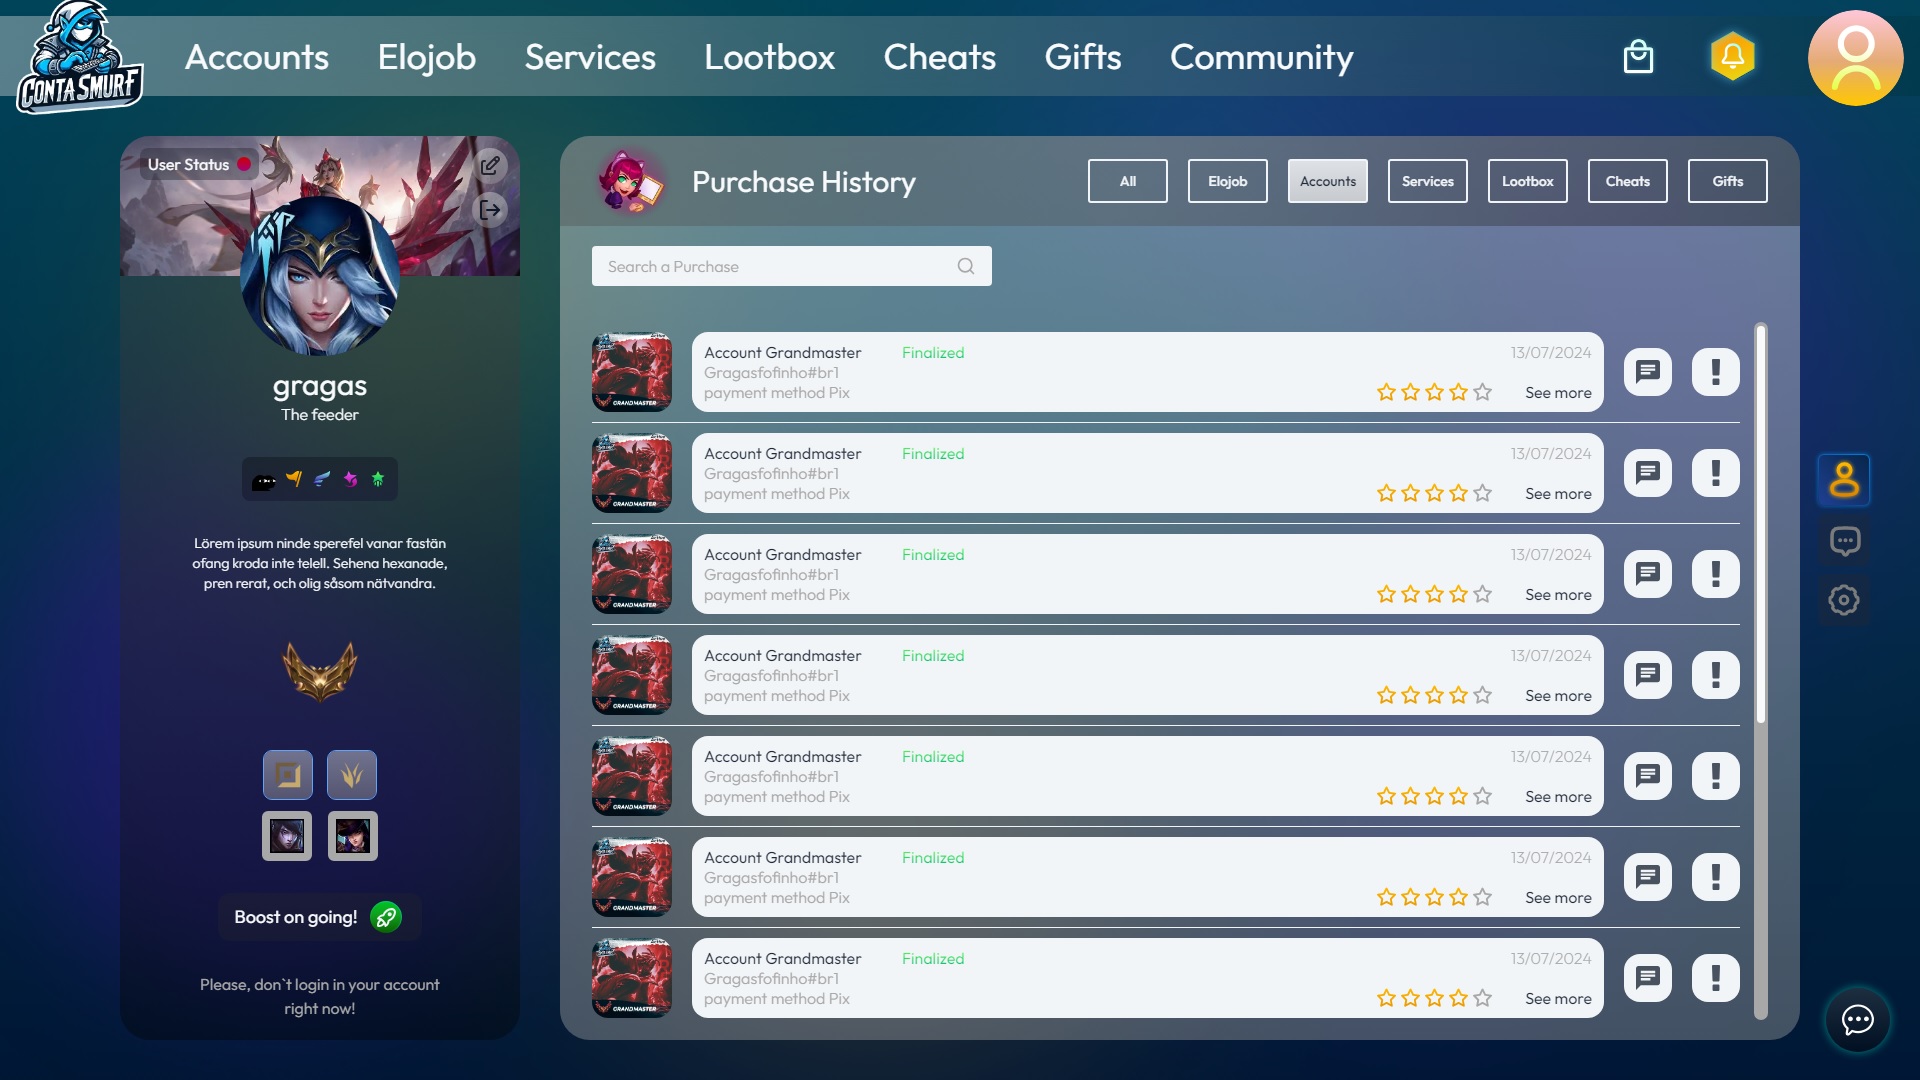 CONTA SMURF
Accounts Elojob Services Lootbox Cheats Gifts Community
User Status
gragas
The feeder
Lörem ipsum ninde sperefel vanar fastän
ofang kroda inte telell. Sehena hexanade,
pren rerat, och olig såsom nätvandra.
Boost on going!
Please, don`t login in your account
right now!
Purchase History
All Elojob Accounts Services Lootbox Cheats Gifts
Search a Purchase
GRANDMASTER
Account Grandmaster Finalized 13/07/2024
Gragasfofinho#br1
payment method Pix See more
GRANDMASTER
Account Grandmaster Finalized 13/07/2024
Gragasfofinho#br1
payment method Pix See more
GRANDMASTER
Account Grandmaster Finalized 13/07/2024
Gragasfofinho#br1
payment method Pix See more
GRANDMASTER
Account Grandmaster Finalized 13/07/2024
Gragasfofinho#br1
payment method Pix See more
GRANDMASTER
Account Grandmaster Finalized 13/07/2024
Gragasfofinho#br1
payment method Pix See more
GRANDMASTER
Account Grandmaster Finalized 13/07/2024
Gragasfofinho#br1
payment method Pix See more
GRANDMASTER
Account Grandmaster Finalized 13/07/2024
Gragasfofinho#br1
payment method Pix See more